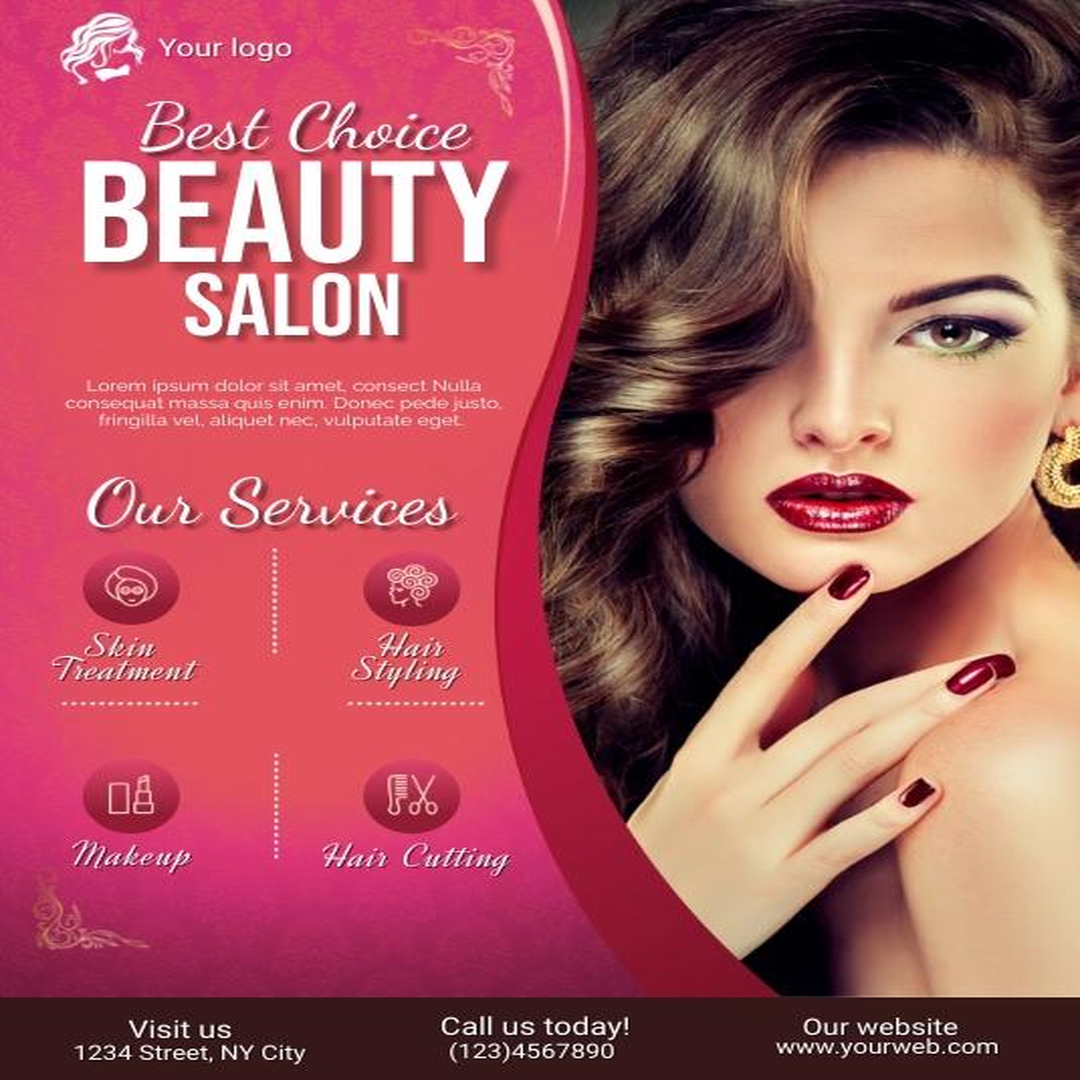 Your logo
Best Choice
BEAUTY
SALON
Lorem ipsum dolor sit amet, consect Nulla
consequat massa quis enim. Donec pede justo,
fringilla vel, aliquet nec, vulputate eget.
Our Services
Skin
Treatment
Hair
Styling
Makeup
Hair Cutting
Visit us
1234 Street, NY City
Call us today!
(123)4567890
Our website
www.yourweb.com